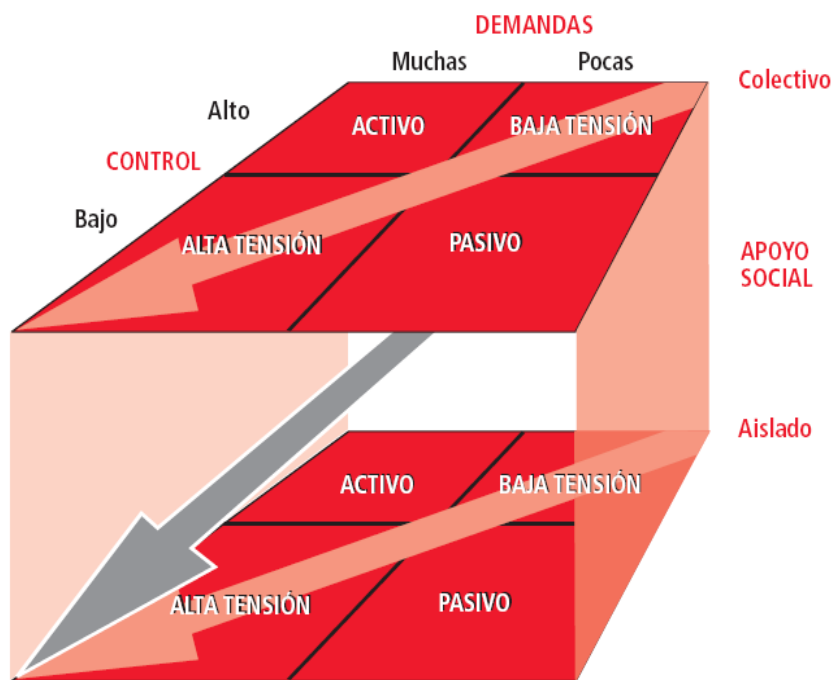 DEMANDAS
Muchas Pocas
Colectivo
Alto
ACTIVO BAJA TENSIÓN
CONTROL
Bajo
ALTA TENSIÓN PASIVO
APOYO
SOCIAL
Aislado
ACTIVO BAJA TENSIÓN
ALTA TENSIÓN PASIVO